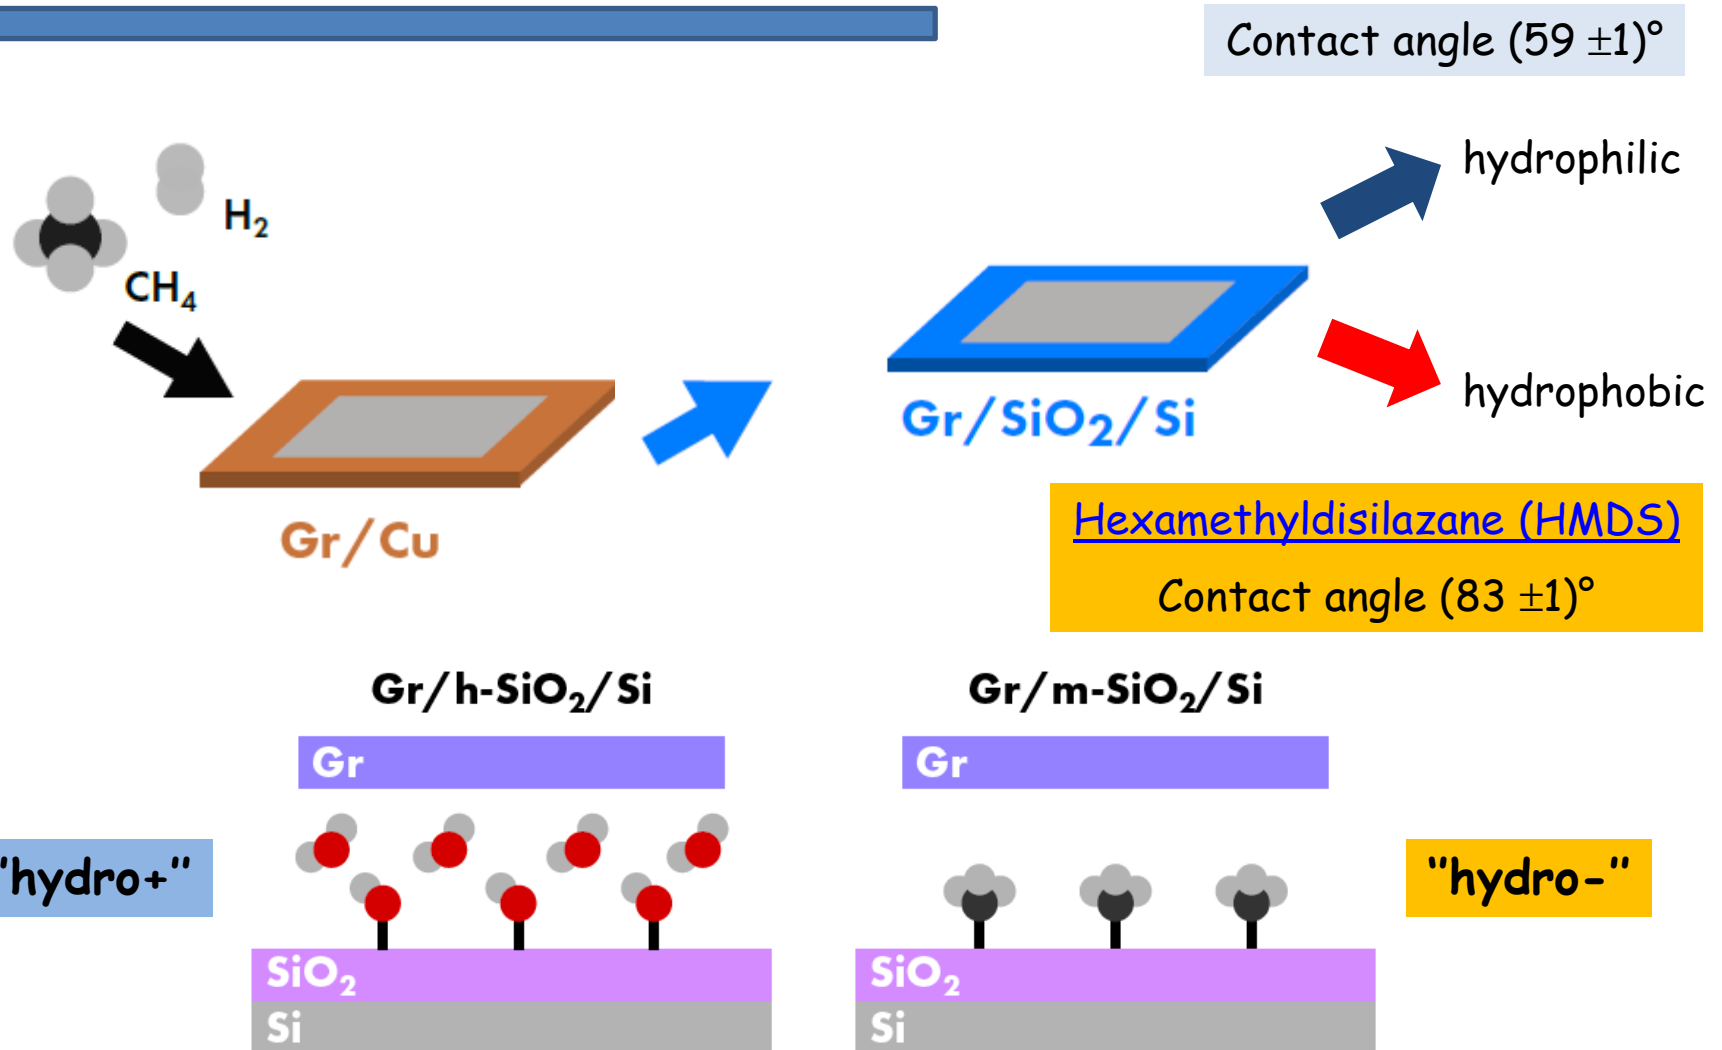 Contact angle (59 ±1)°
hydrophilic
H₂
CH₄
Gr/Cu
Gr/SiO₂/Si
hydrophobic
Hexamethyldisilazane (HMDS)
Contact angle (83 ±1)°
Gr/h-SiO₂/Si
Gr/m-SiO₂/Si
Gr
Gr
"hydro+"
"hydro-"
SiO₂
SiO₂
Si
Si